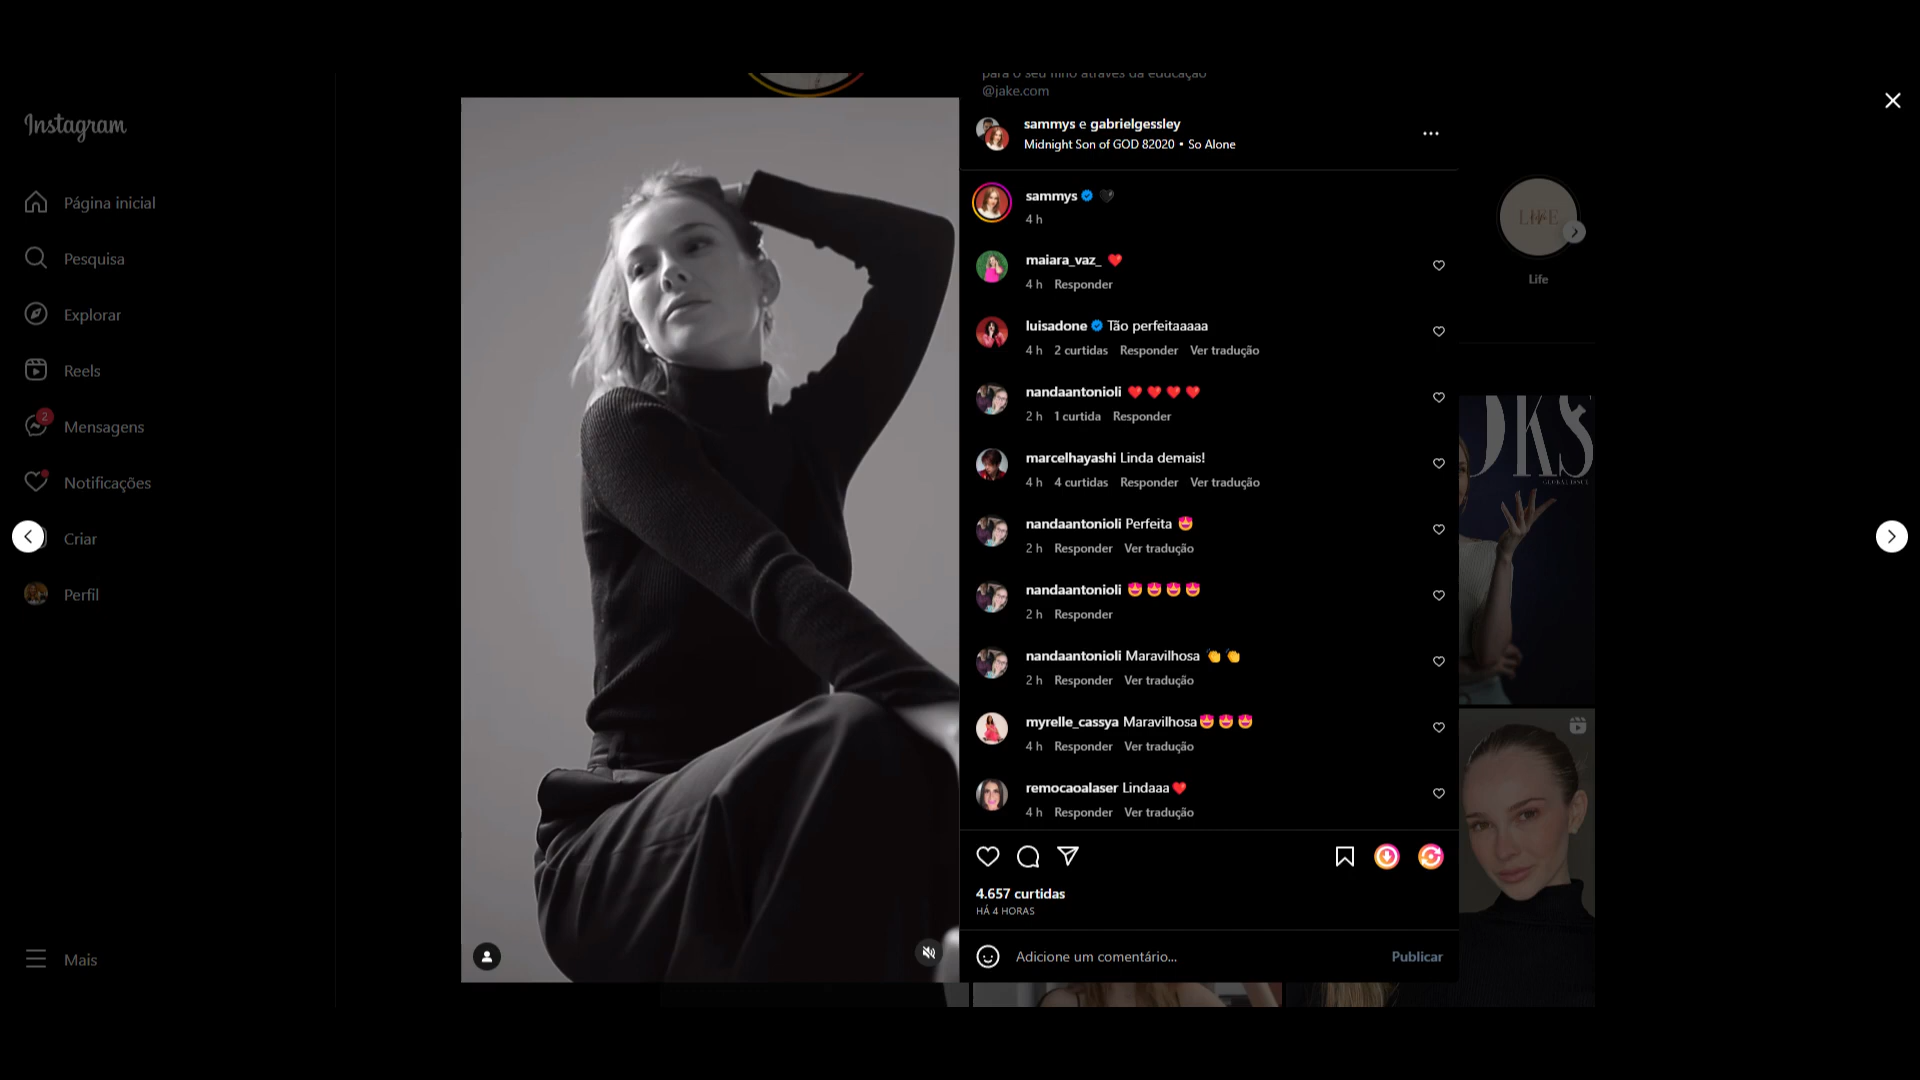 Instagram
Página inicial
Pesquisa
Explorar
Reels
2
Mensagens
Notificações
Criar
Perfil
Mais
para o seu filho através da educação
@jake.com
sammys e gabrielgessley
Midnight Son of GOD 82020 • So Alone
sammys 🖤
4 h
maiara_vaz_ ❤️
4 h Responder
luisadone Tão perfeitaaaaa
4 h 2 curtidas Responder Ver tradução
nandaantonioli ❤️❤️❤️❤️
2 h 1 curtida Responder
marcelhayashi Linda demais!
4 h 4 curtidas Responder Ver tradução
nandaantonioli Perfeita 😍
2 h Responder Ver tradução
nandaantonioli 😍😍😍😍
2 h Responder
nandaantonioli Maravilhosa 👏👏
2 h Responder Ver tradução
myrelle_cassya Maravilhosa😍😍😍
4 h Responder Ver tradução
remocaoalaser Lindaaa❤️
4 h Responder Ver tradução
4.657 curtidas
HÁ 4 HORAS
Adicione um comentário...
Publicar
LIFE
Life
OKS